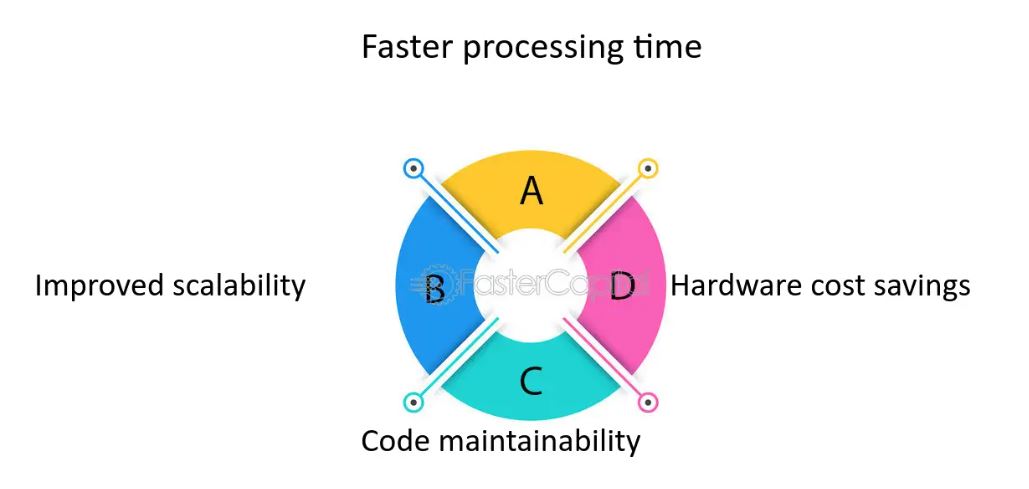 Faster processing time
A
Improved scalability
B
FasterCapital
D
Hardware cost savings
C
Code maintainability